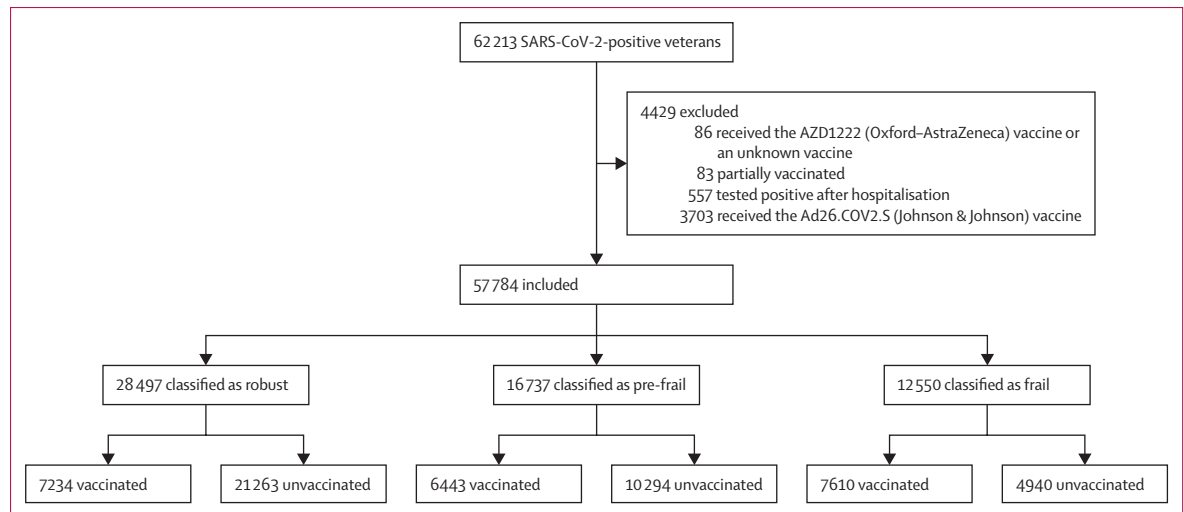 62 213 SARS-CoV-2-positive veterans
4429 excluded
86 received the AZD1222 (Oxford–AstraZeneca) vaccine or
an unknown vaccine
83 partially vaccinated
557 tested positive after hospitalisation
3703 received the Ad26.COV2.S (Johnson & Johnson) vaccine
57 784 included
28 497 classified as robust
16 737 classified as pre-frail
12 550 classified as frail
7234 vaccinated
21 263 unvaccinated
6443 vaccinated
10 294 unvaccinated
7610 vaccinated
4940 unvaccinated